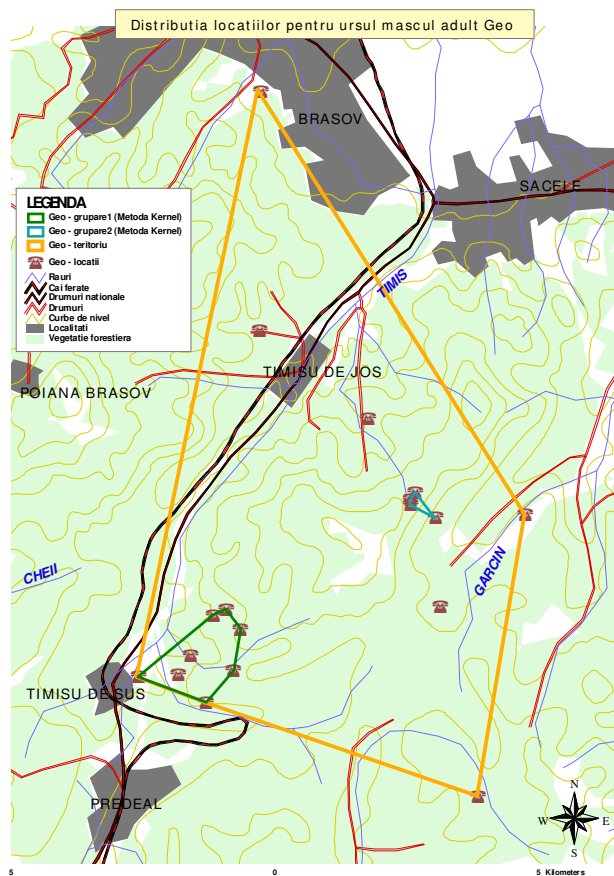 Distributia locatiilor pentru ursul mascul adult Geo
BRASOV
SACELE
LEGENDA
Geo - grupare1 (Metoda Kernel)
Geo - grupare2 (Metoda Kernel)
Geo - teritoriu
Geo - locatii
Rauri
Cai ferate
Drumuri nationale
Drumuri
Curbe de nivel
Localitati
Vegetatie forestiera
TIMIS
TIMISU DE JOS
POIANA BRASOV
GARCIN
CHEII
TIMISU DE SUS
PREDEAL
N
W E
S
5 0 5 Kilometers